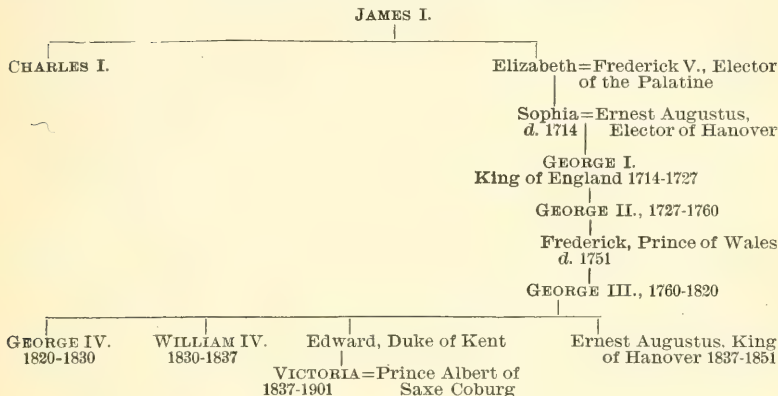 JAMES I.
CHARLES I.
Elizabeth=Frederick V., Elector
of the Palatine
Sophia=Ernest Augustus,
d. 1714 Elector of Hanover
GEORGE I.
King of England 1714-1727
GEORGE II., 1727-1760
Frederick, Prince of Wales
d. 1751
GEORGE III., 1760-1820
GEORGE IV. WILLIAM IV. Edward, Duke of Kent Ernest Augustus. King
1820-1830 1830-1837 of Hanover 1837-1851
VICTORIA=Prince Albert of
1837-1901 Saxe Coburg